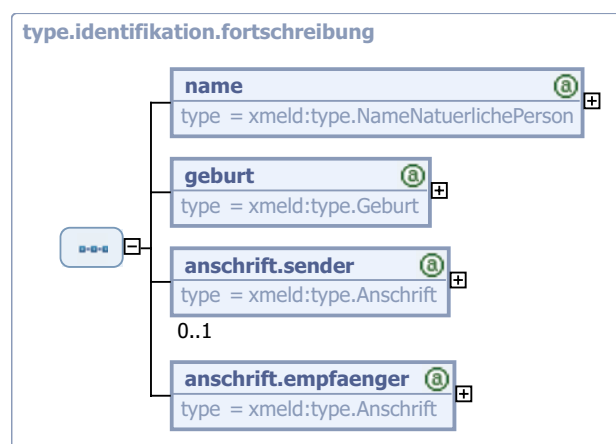 type.identifikation.fortschreibung
name
type = xmeld:type.NameNatuerlichePerson
geburt
type = xmeld:type.Geburt
anschrift.sender
type = xmeld:type.Anschrift
0..1
anschrift.empfaenger
type = xmeld:type.Anschrift